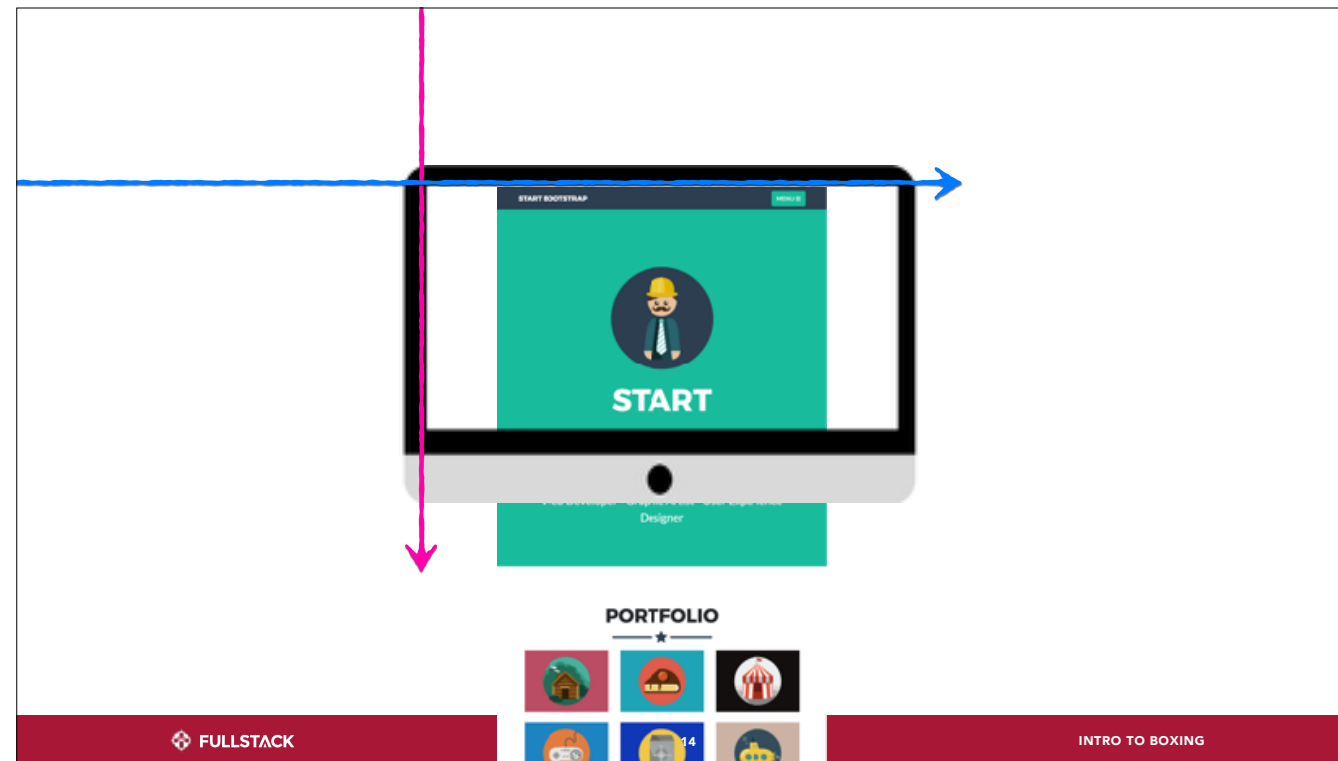 START BOOTSTRAP
MENU
START
Designer
PORTFOLIO
FULLSTACK
14
INTRO TO BOXING